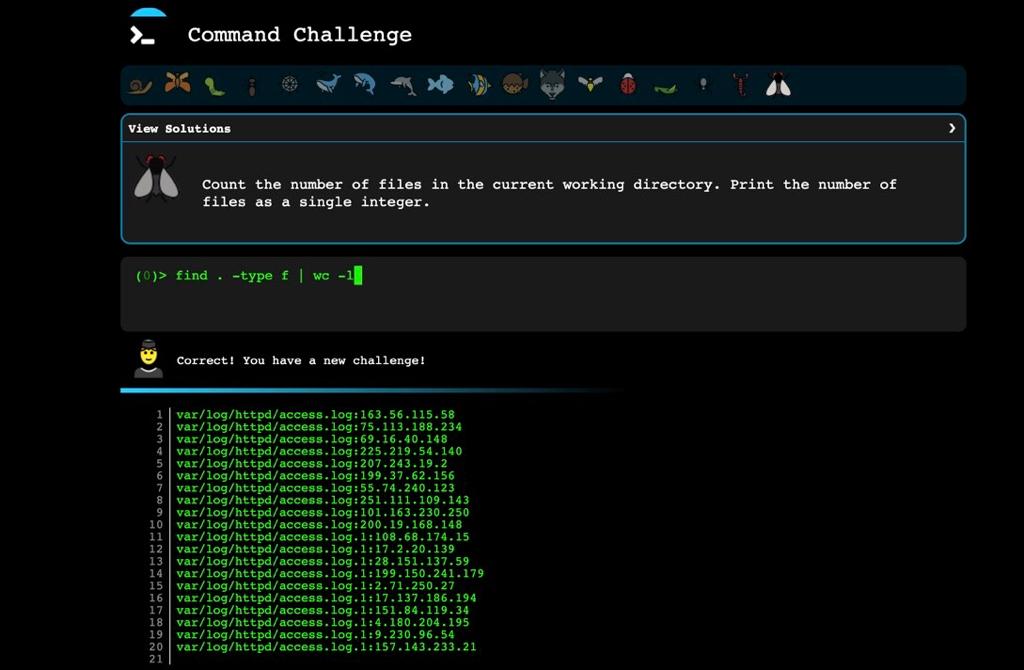 Command Challenge
View Solutions
Count the number of files in the current working directory. Print the number of
files as a single integer.
(0)> find . -type f | wc -l
Correct! You have a new challenge!
1 var/log/httpd/access.log:163.56.115.58
2 var/log/httpd/access.log:75.113.188.234
3 var/log/httpd/access.log:69.16.40.148
4 var/log/httpd/access.log:225.219.54.140
5 var/log/httpd/access.log:207.243.19.2
6 var/log/httpd/access.log:199.37.62.156
7 var/log/httpd/access.log:55.74.240.123
8 var/log/httpd/access.log:251.111.109.143
9 var/log/httpd/access.log:101.163.230.250
10 var/log/httpd/access.log:200.19.168.148
11 var/log/httpd/access.log.1:108.68.174.15
12 var/log/httpd/access.log.1:17.2.20.139
13 var/log/httpd/access.log.1:28.151.137.59
14 var/log/httpd/access.log.1:199.150.241.179
15 var/log/httpd/access.log.1:2.71.250.27
16 var/log/httpd/access.log.1:17.137.186.194
17 var/log/httpd/access.log.1:151.84.119.34
18 var/log/httpd/access.log.1:4.180.204.195
19 var/log/httpd/access.log.1:9.230.96.54
20 var/log/httpd/access.log.1:157.143.233.21
21